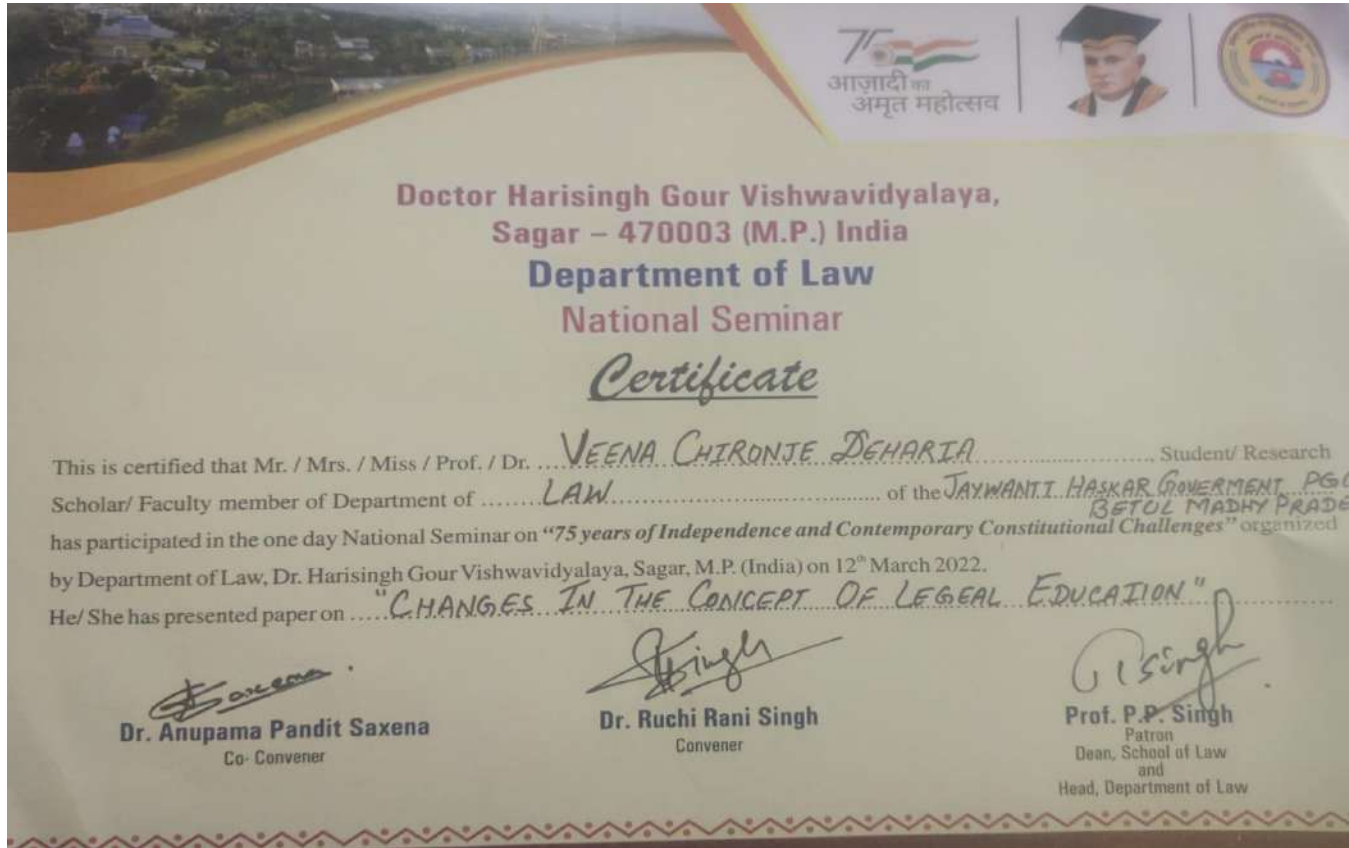 75
आज़ादी का
अमृत महोत्सव
Doctor Harisingh Gour Vishwavidyalaya,
Sagar – 470003 (M.P.) India
Department of Law
National Seminar
Certificate
This is certified that Mr. / Mrs. / Miss / Prof. / Dr. .... VEENA CHIRONJE DEHARIA .... Student/ Research
Scholar/ Faculty member of Department of ....... LAW .... of the JAYWANTI HASKAR GOVERMENT PGC
BETUL MADHY PRADE
has participated in the one day National Seminar on "75 years of Independence and Contemporary Constitutional Challenges" organized
by Department of Law, Dr. Harisingh Gour Vishwavidyalaya, Sagar, M.P. (India) on 12th March 2022.
He/ She has presented paper on ..... "CHANGES IN THE CONCEPT OF LEGEAL EDUCATION" ....
Saxena Singh PPSingh
Dr. Anupama Pandit Saxena Dr. Ruchi Rani Singh Prof. P.P. Singh
Co- Convener Convener Patron
Dean, School of Law
and
Head, Department of Law